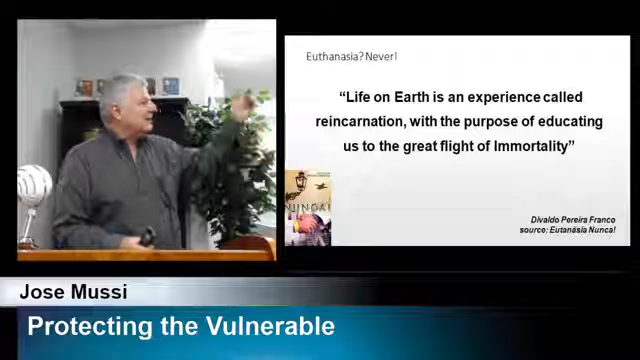 Euthanasia? Never!
“Life on Earth is an experience called
reincarnation, with the purpose of educating
us to the great flight of Immortality”
NUNCA!
Divaldo Pereira Franco
source: Eutanásia Nunca!
Jose Mussi
Protecting the Vulnerable